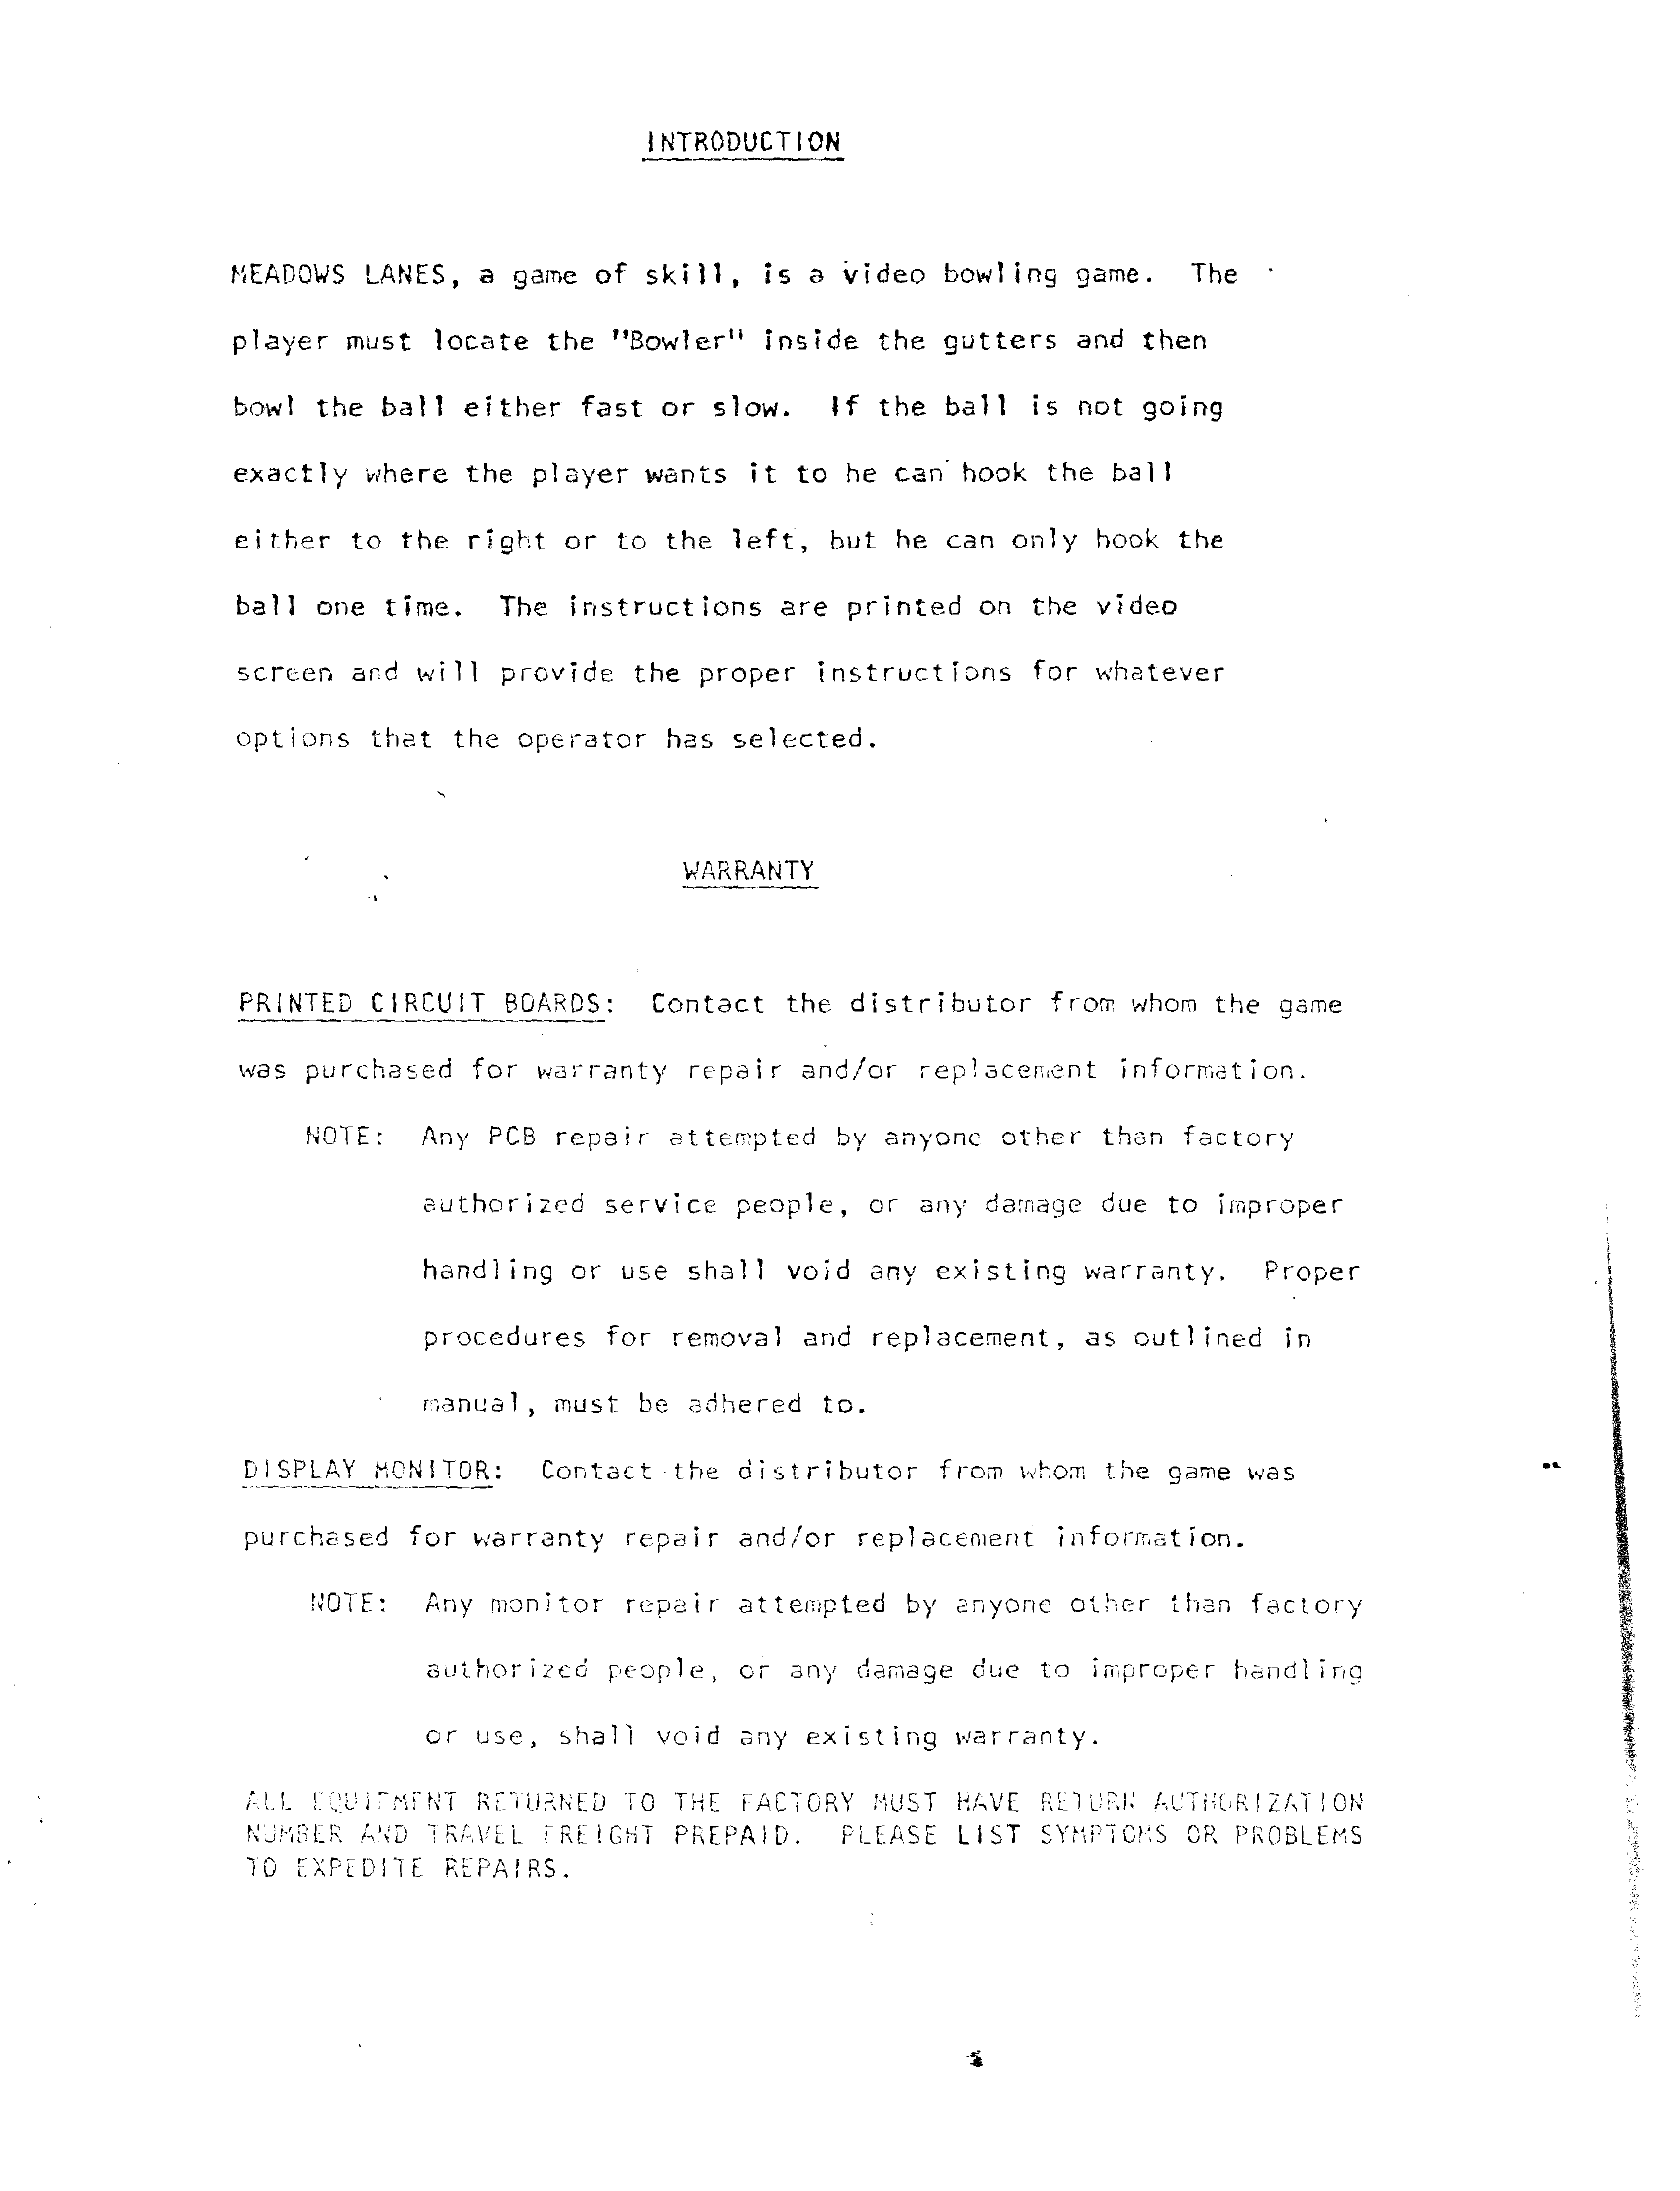 INTRODUCTION
MEADOWS LANES, a game of skill, is a video bowling game. The
player must locate the "Bowler" inside the gutters and then
bowl the ball either fast or slow. If the ball is not going
exactly where the player wants it to he can hook the ball
either to the right or to the left, but he can only hook the
ball one time. The instructions are printed on the video
screen and will provide the proper instructions for whatever
options that the operator has selected.
WARRANTY
PRINTED CIRCUIT BOARDS: Contact the distributor from whom the game
was purchased for warranty repair and/or replacement information.
NOTE: Any PCB repair attempted by anyone other than factory
authorized service people, or any damage due to improper
handling or use shall void any existing warranty. Proper
procedures for removal and replacement, as outlined in
manual, must be adhered to.
DISPLAY MONITOR: Contact the distributor from whom the game was
purchased for warranty repair and/or replacement information.
NOTE: Any monitor repair attempted by anyone other than factory
authorized people, or any damage due to improper handling
or use, shall void any existing warranty.
ALL EQUIPMENT RETURNED TO THE FACTORY MUST HAVE RETURN AUTHORIZATION
NUMBER AND TRAVEL FREIGHT PREPAID. PLEASE LIST SYMPTOMS OR PROBLEMS
TO EXPEDITE REPAIRS.